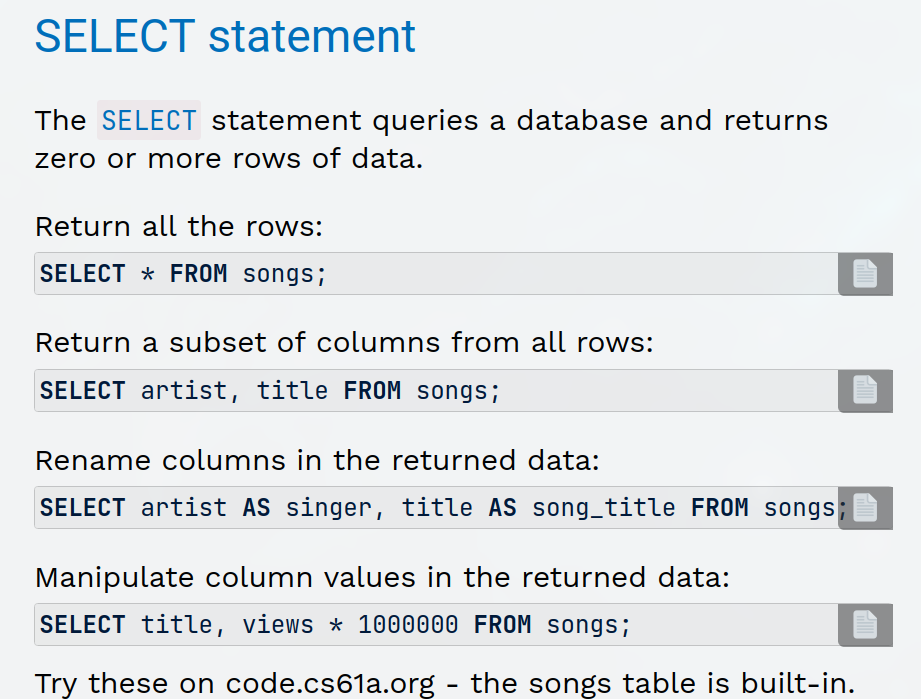 SELECT statement
The SELECT statement queries a database and returns
zero or more rows of data.
Return all the rows:
SELECT * FROM songs;
Return a subset of columns from all rows:
SELECT artist, title FROM songs;
Rename columns in the returned data:
SELECT artist AS singer, title AS song_title FROM songs;
Manipulate column values in the returned data:
SELECT title, views * 1000000 FROM songs;
Try these on code.cs61a.org - the songs table is built-in.